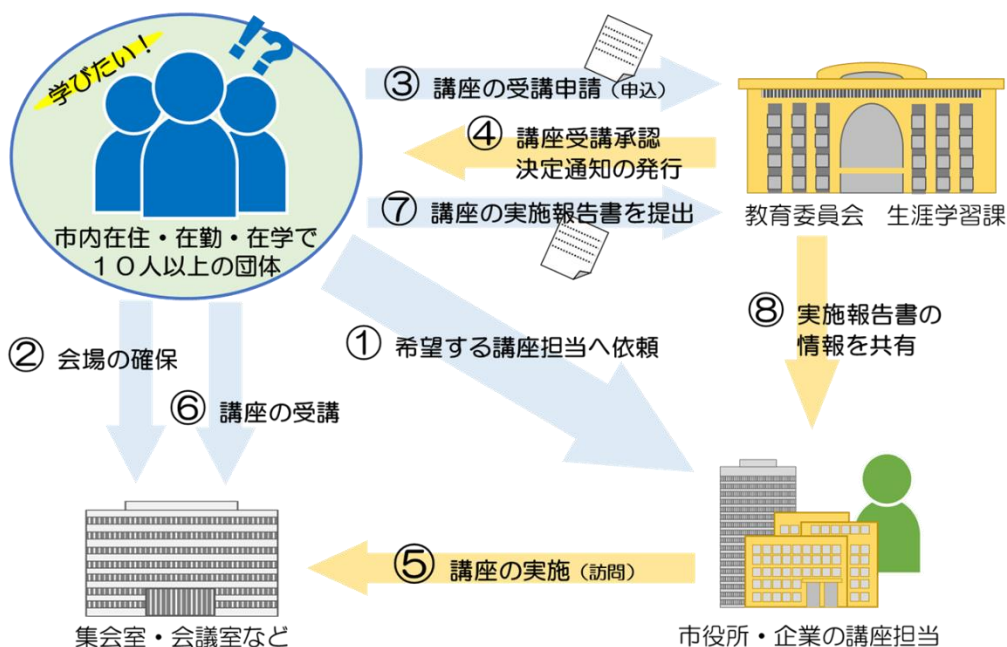 学びたい！
!?
市内在住・在勤・在学で
１０人以上の団体
③ 講座の受講申請（申込）
④ 講座受講承認
決定通知の発行
⑦ 講座の実施報告書を提出
教育委員会　生涯学習課
② 会場の確保
⑥ 講座の受講
① 希望する講座担当へ依頼
⑧ 実施報告書の
情報を共有
⑤ 講座の実施（訪問）
集会室・会議室など
市役所・企業の講座担当